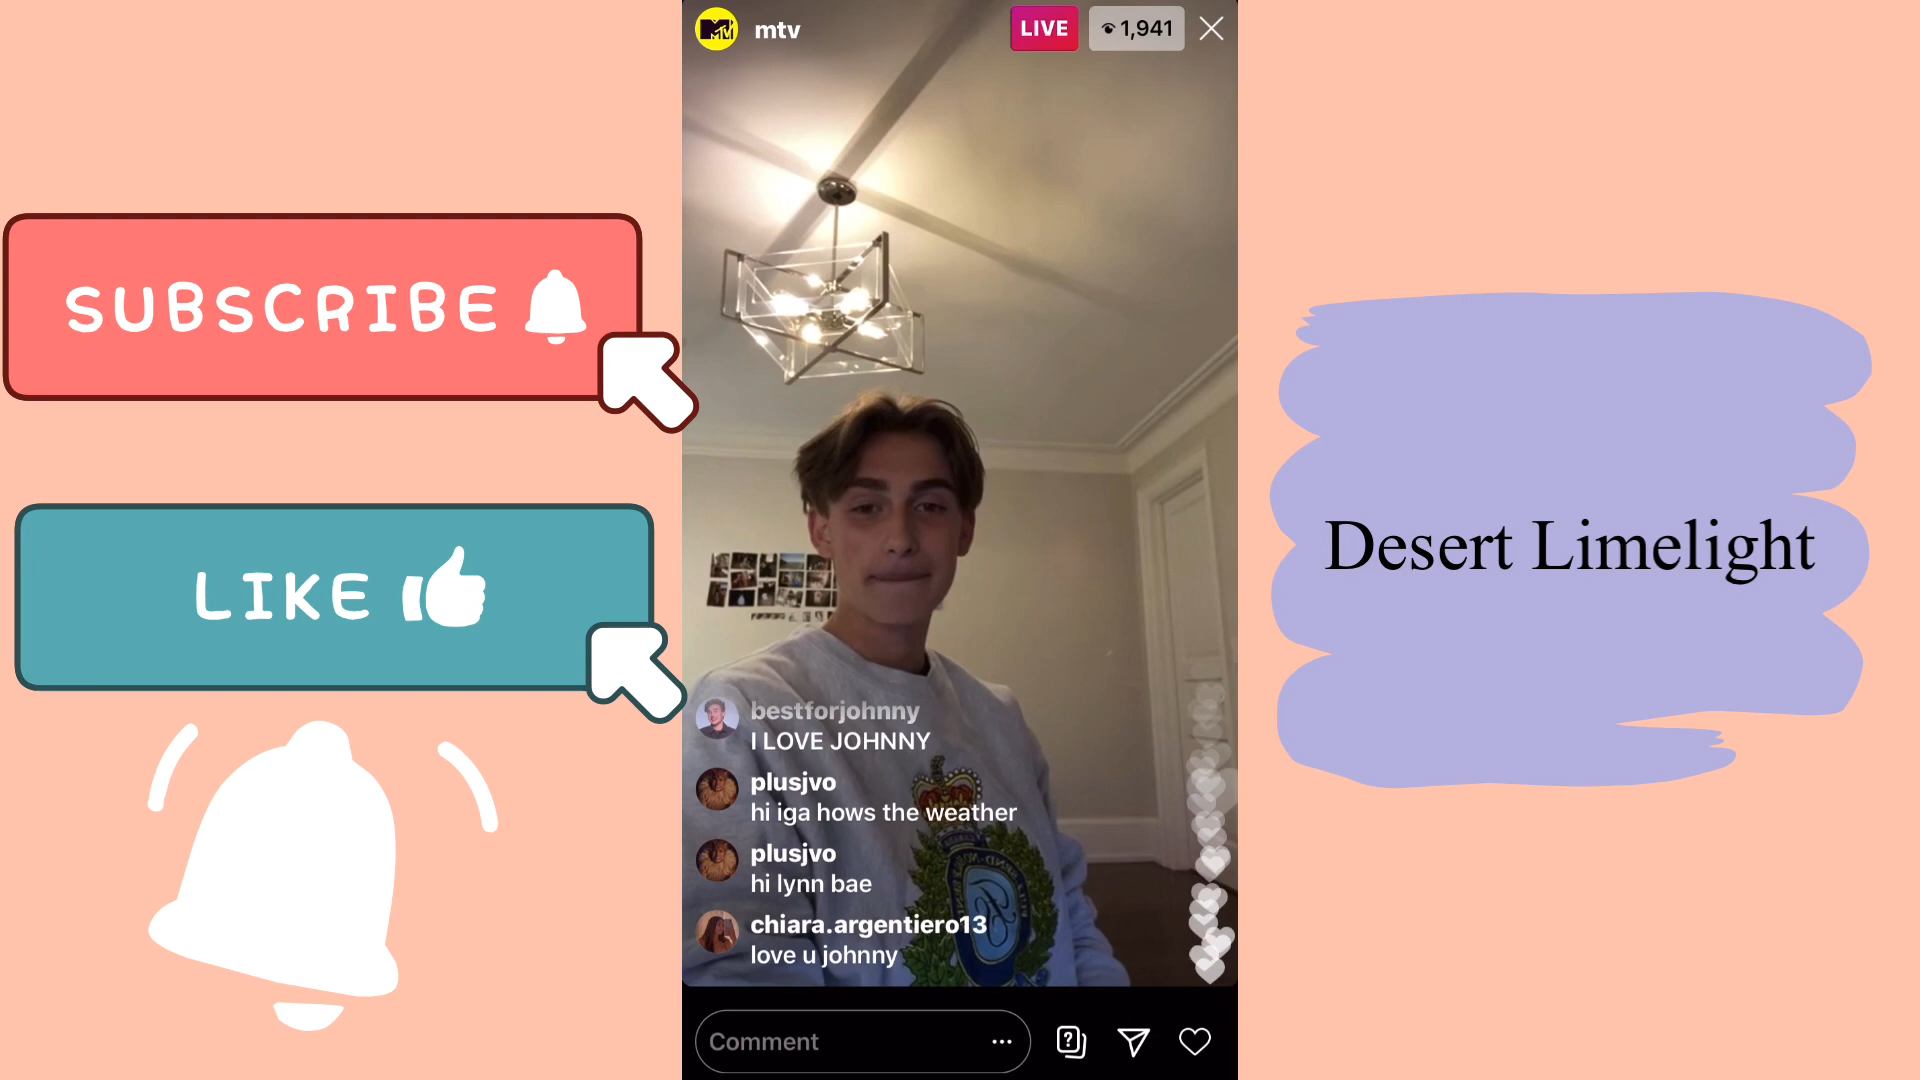 mtv
LIVE
1,941
SUBSCRIBE
LIKE
Desert Limelight
bestforjohnny
I LOVE JOHNNY
plusjvo
hi iga hows the weather
plusjvo
hi lynn bae
chiara.argentiero13
love u johnny
Comment